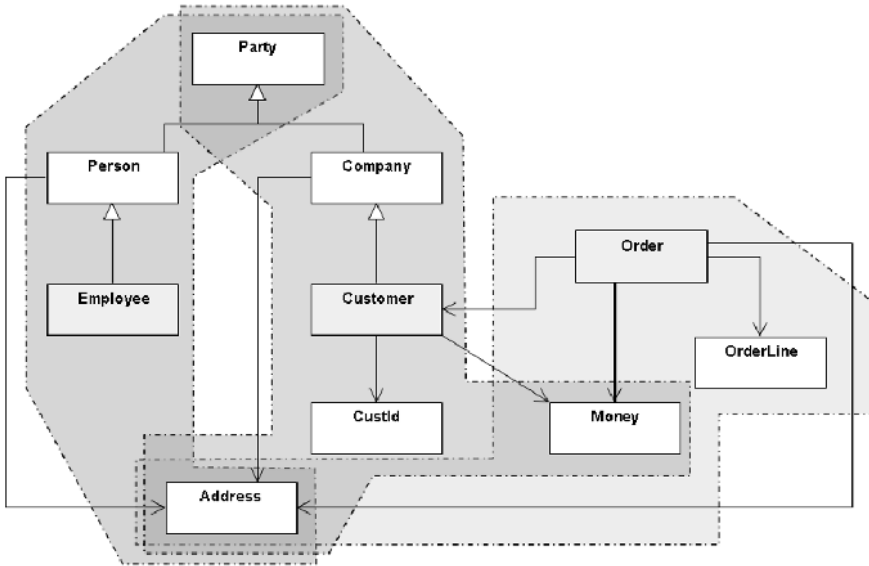 Party
Person
Company
Order
Employee
Customer
OrderLine
CustId
Money
Address